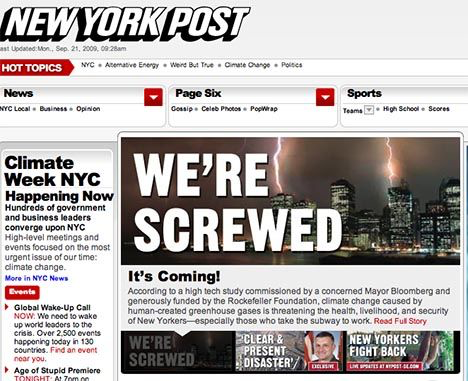 NEW YORK POST
ast Updated:Mon., Sep. 21, 2009, 09:28am
HOT TOPICS NYC Alternative Energy Weird But True Climate Change Politics
News Page Six Sports
NYC Local Business Opinion Gossip Celeb Photos PopWrap Teams High School Scores
Climate
Week NYC
Happening Now
Hundreds of government
and business leaders
converge upon NYC
High-level meetings and
events focused on the most
urgent issue of our time:
climate change.
More in NYC News
Events
Global Wake-Up Call
NOW: We need to wake
up world leaders to the
crisis. Over 2,500 events
happening today in 130
countries. Find an event
near you.
Age of Stupid Premiere
TONIGHT: At 7pm on
WE'RE
SCREWED
It's Coming!
According to a high tech study commissioned by a concerned Mayor Bloomberg and
generously funded by the Rockefeller Foundation, climate change caused by
human-created greenhouse gases is threatening the health, livelihood, and security
of New Yorkers—especially those who take the subway to work. Read Full Story
WE'RE
SCREWED
'CLEAR &
PRESENT
DISASTER'
EXCLUSIVE
NEW YORKERS
FIGHT BACK
LIVE UPDATES AT NYPOST-SE.COM